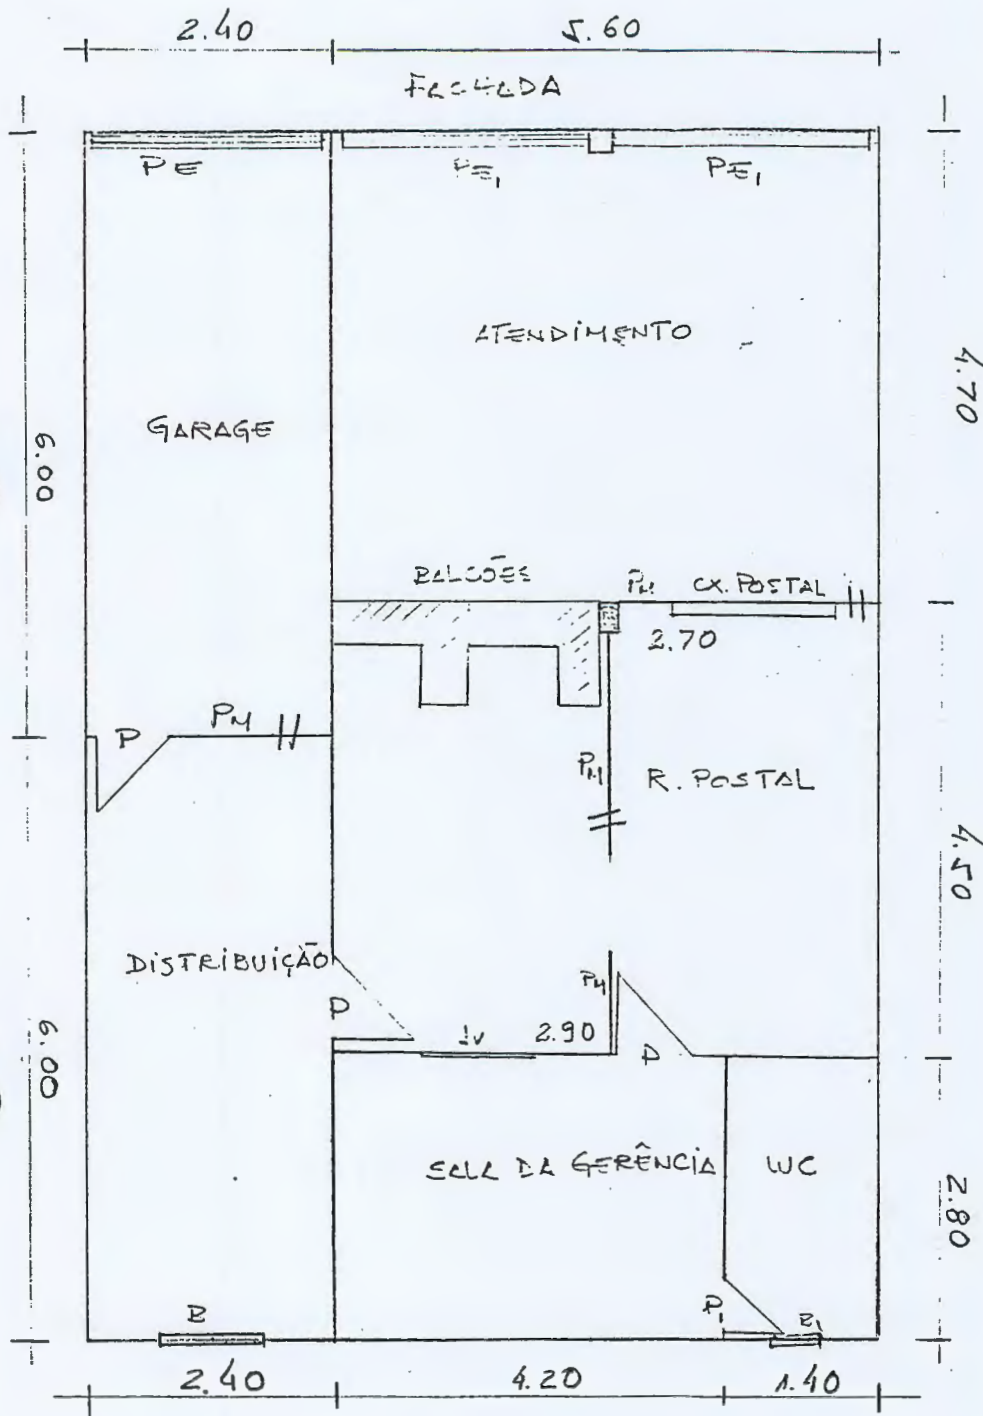 2.40 5.60
FACHADA
PE PE1 PE1
ATENDIMENTO
4.70
GARAGE
6.00
BALCÕES PM CX. POSTAL
2.70
P PM
PM R. POSTAL
4.50
DISTRIBUIÇÃO
PM
P
2.90
P
6.00
SALA DA GERÊNCIA WC
2.80
B P1 B1
2.40 4.20 1.40